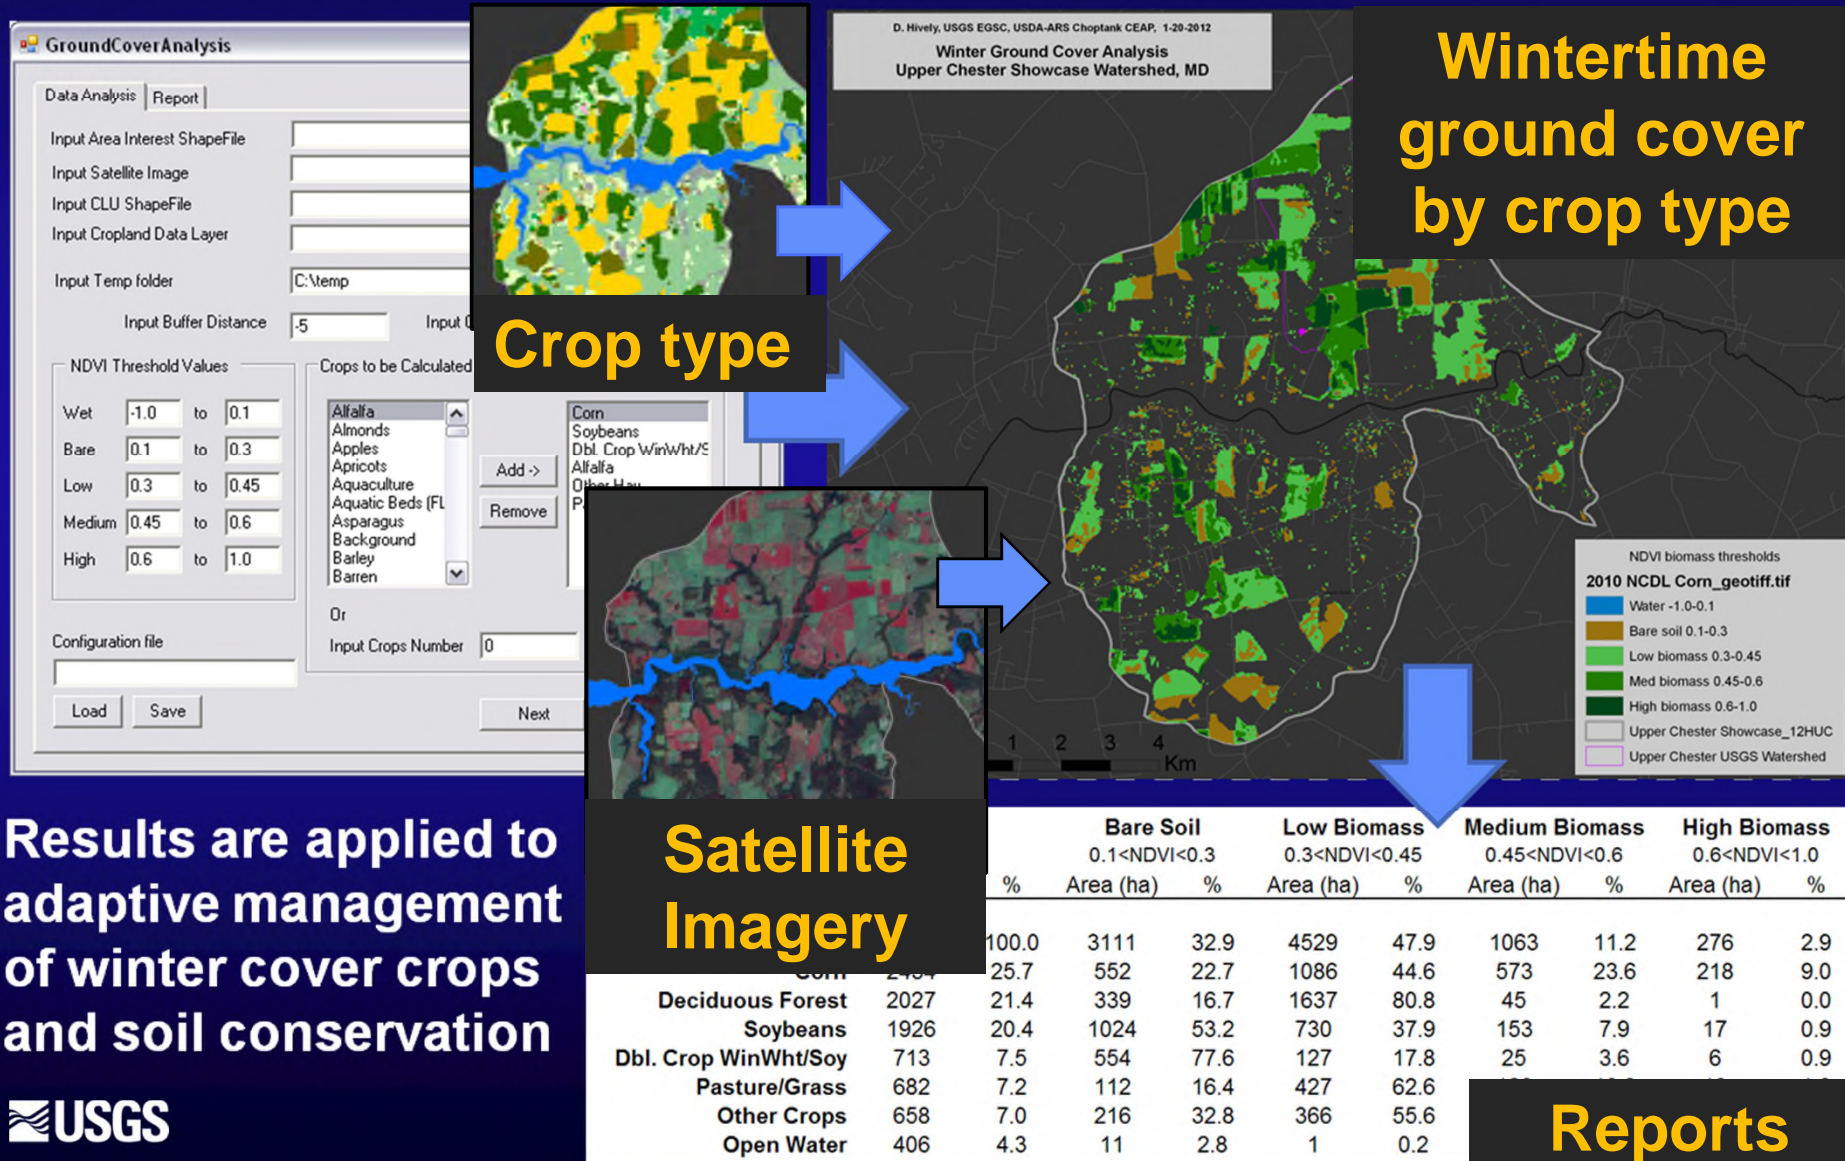 GroundCoverAnalysis
Data Analysis
Report
Input Area Interest ShapeFile
Input Satellite Image
Input CLU ShapeFile
Input Cropland Data Layer
Input Temp folder
C:\temp
Input Buffer Distance
-5
Input
NDVI Threshold Values
Wet -1.0 to 0.1
Bare 0.1 to 0.3
Low 0.3 to 0.45
Medium 0.45 to 0.6
High 0.6 to 1.0
Crops to be Calculated
Alfalfa
Almonds
Apples
Apricots
Aquaculture
Aquatic Beds (FL
Asparagus
Background
Barley
Barren
Add ->
Remove
Corn
Soybeans
Dbl. Crop WinWht/S
Alfalfa
Other Hay
Or
Input Crops Number 0
Configuration file
Load
Save
Next
Crop type
Satellite
Imagery
D. Hively, USGS EGSC, USDA-ARS Choptank CEAP, 1-20-2012
Winter Ground Cover Analysis
Upper Chester Showcase Watershed, MD
Wintertime
ground cover
by crop type
NDVI biomass thresholds
2010 NCDL Corn_geotiff.tif
Water -1.0-0.1
Bare soil 0.1-0.3
Low biomass 0.3-0.45
Med biomass 0.45-0.6
High biomass 0.6-1.0
Upper Chester Showcase_12HUC
Upper Chester USGS Watershed
1 2 3 4
Km
Results are applied to
adaptive management
of winter cover crops
and soil conservation
USGS
Bare Soil Low Biomass Medium Biomass High Biomass
0.1<NDVI<0.3 0.3<NDVI<0.45 0.45<NDVI<0.6 0.6<NDVI<1.0
% Area (ha) % Area (ha) % Area (ha) % Area (ha) %
100.0 3111 32.9 4529 47.9 1063 11.2 276 2.9
Corn 25.7 552 22.7 1086 44.6 573 23.6 218 9.0
Deciduous Forest 2027 21.4 339 16.7 1637 80.8 45 2.2 1 0.0
Soybeans 1926 20.4 1024 53.2 730 37.9 153 7.9 17 0.9
Dbl. Crop WinWht/Soy 713 7.5 554 77.6 127 17.8 25 3.6 6 0.9
Pasture/Grass 682 7.2 112 16.4 427 62.6
Other Crops 658 7.0 216 32.8 366 55.6
Open Water 406 4.3 11 2.8 1 0.2
Reports